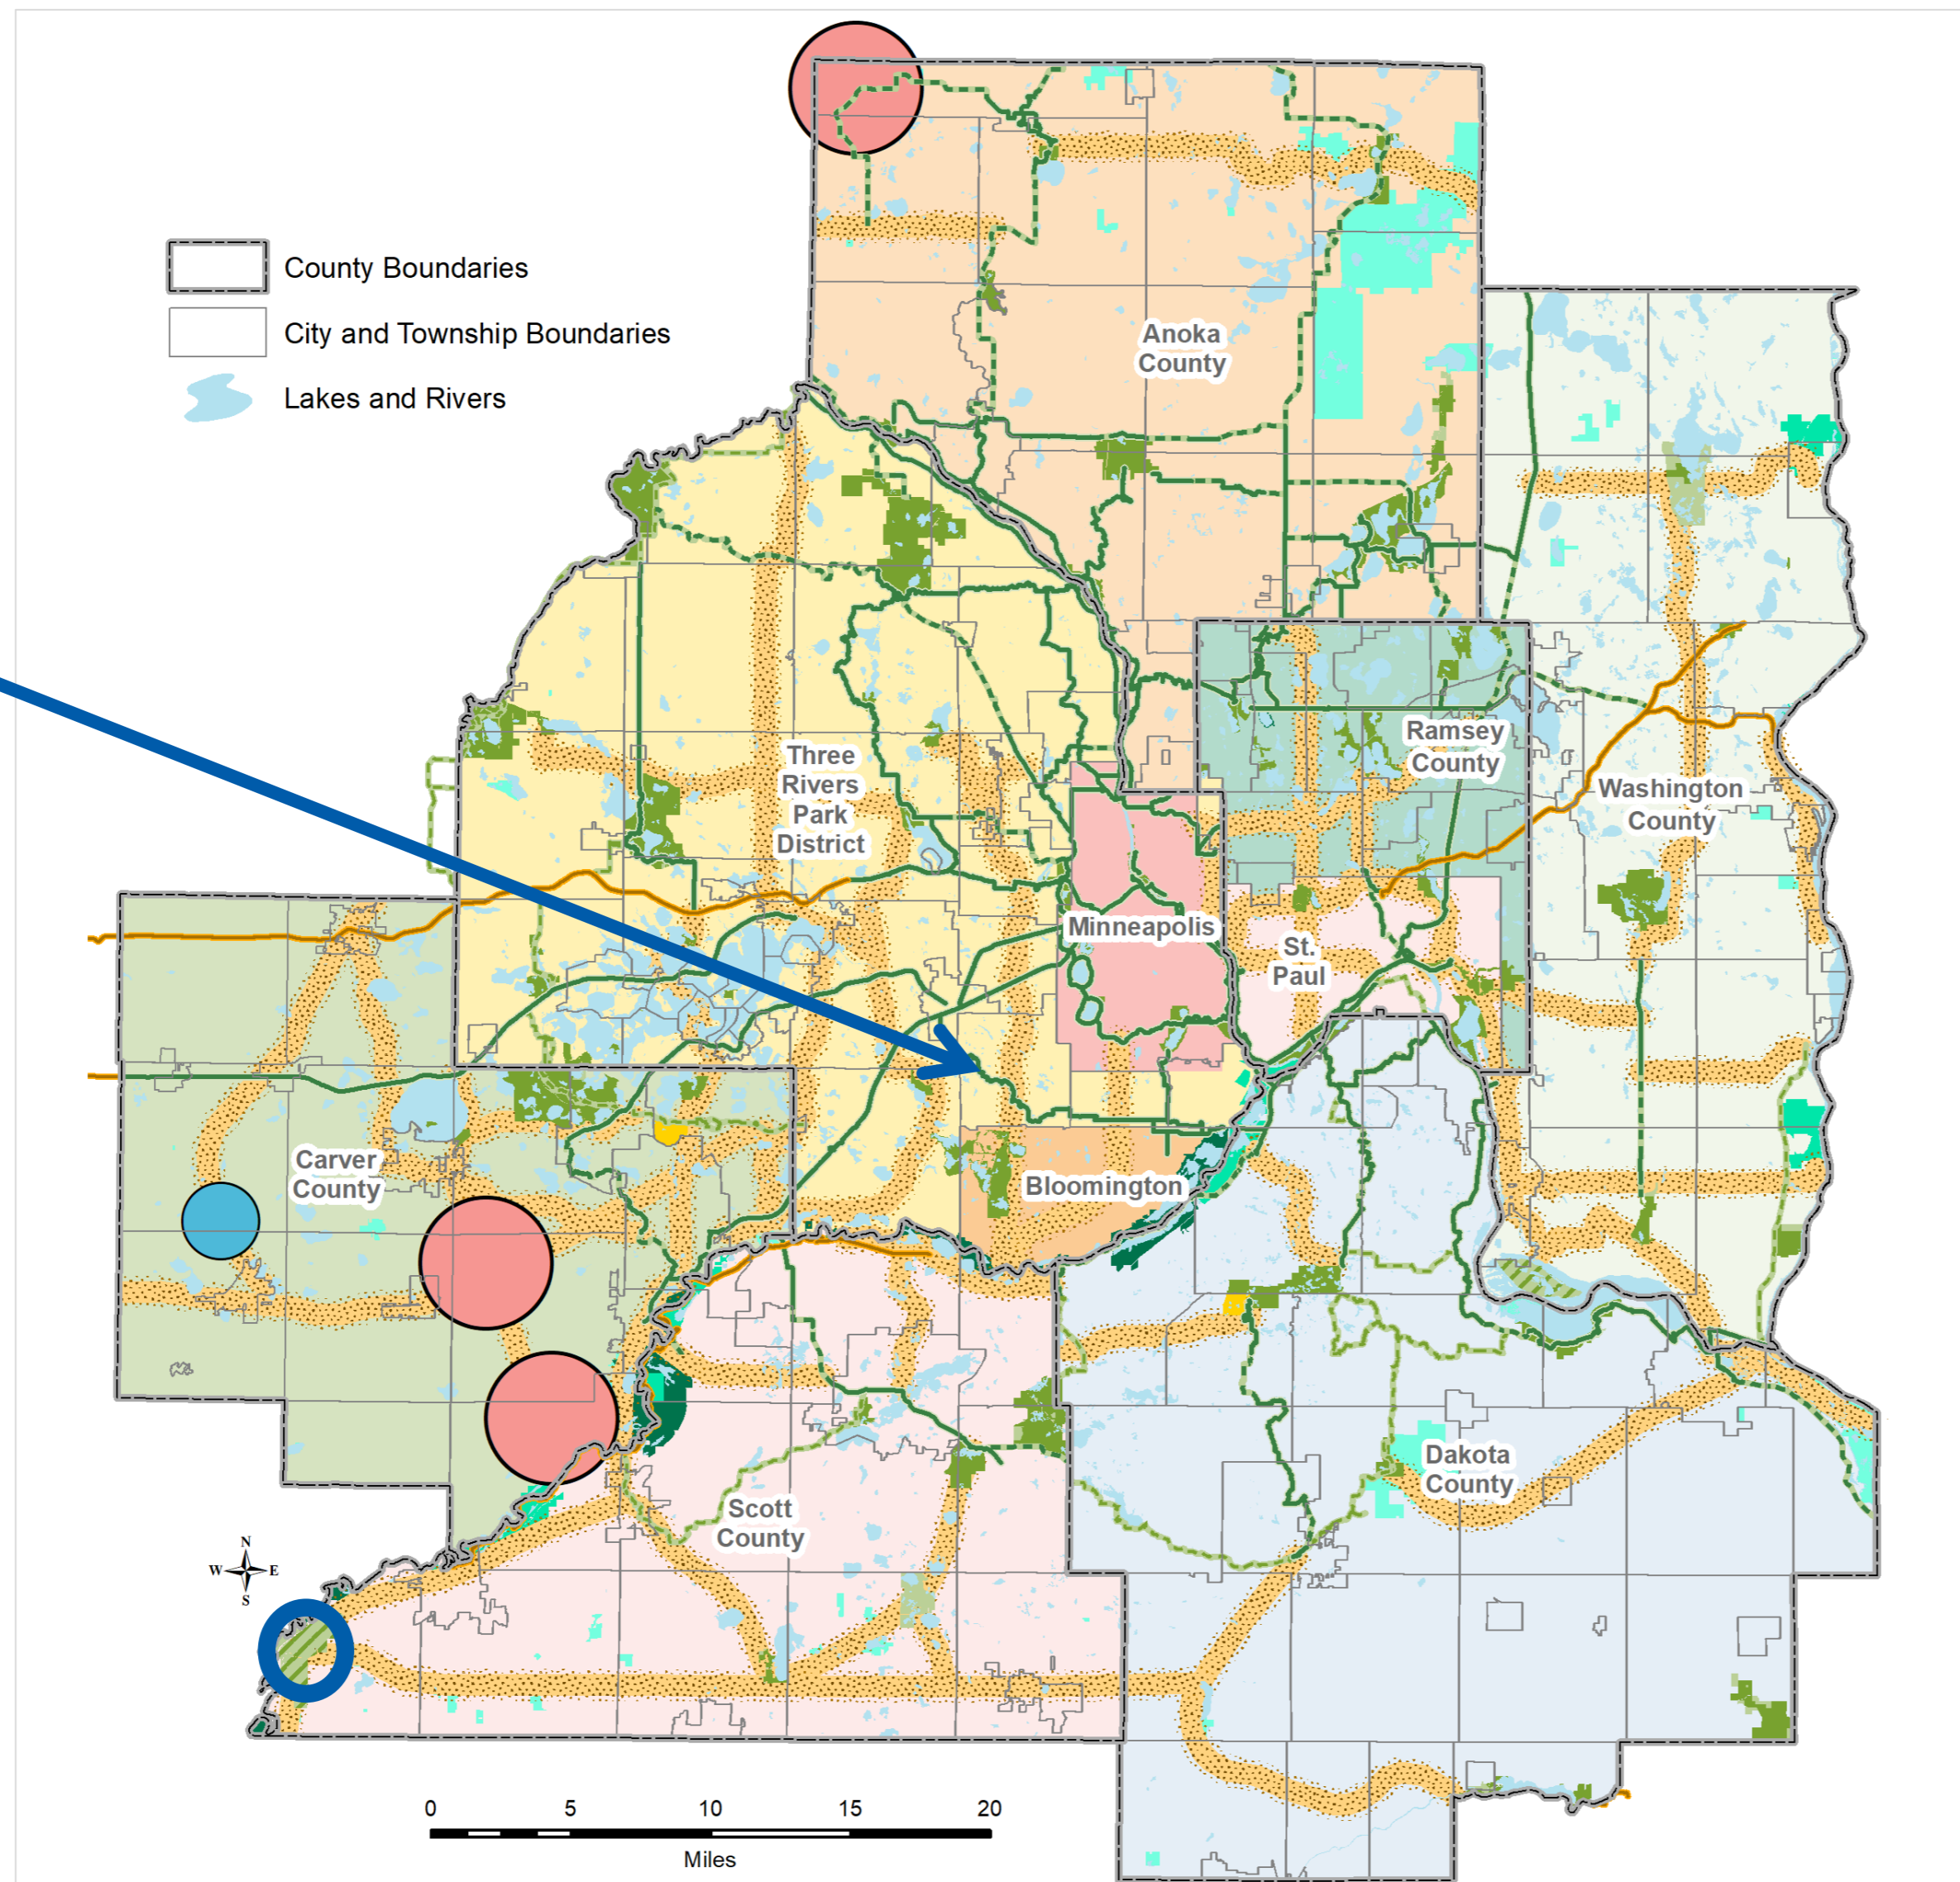 County Boundaries
City and Township Boundaries
Lakes and Rivers
Anoka
County
Three
Rivers
Park
District
Ramsey
County
Washington
County
Minneapolis
St.
Paul
Carver
County
Bloomington
Dakota
County
Scott
County
N
W E
S
0 5 10 15 20
Miles